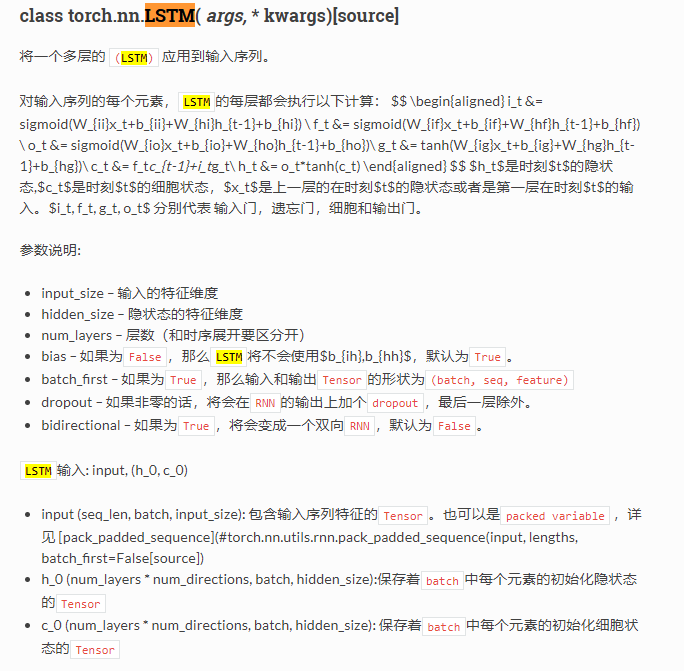 class torch.nn.LSTM( args, * kwargs)[source]
将一个多层的 (LSTM) 应用到输入序列。
对输入序列的每个元素，LSTM 的每层都会执行以下计算： $$ \begin{aligned} i_t &=
sigmoid(W_{ii}x_t+b_{ii}+W_{hi}h_{t-1}+b_{hi}) \ f_t &= sigmoid(W_{if}x_t+b_{if}+W_{hf}h_{t-1}+b_{hf})
\ o_t &= sigmoid(W_{io}x_t+b_{io}+W_{ho}h_{t-1}+b_{ho})\ g_t &= tanh(W_{ig}x_t+b_{ig}+W_{hg}h_{t-
1}+b_{hg})\ c_t &= f_tc_{t-1}+i_tg_t\ h_t &= o_t*tanh(c_t) \end{aligned} $$ $h_t$是时刻$t$的隐状
态,$c_t$是时刻$t$的细胞状态，$x_t$是上一层的在时刻$t$的隐状态或者是第一层在时刻$t$的输
入。$i_t, f_t, g_t, o_t$ 分别代表 输入门，遗忘门，细胞和输出门。
参数说明:
• input_size – 输入的特征维度
• hidden_size – 隐状态的特征维度
• num_layers – 层数（和时序展开要区分开）
• bias – 如果为 False ，那么 LSTM 将不会使用$b_{ih},b_{hh}$，默认为 True 。
• batch_first – 如果为 True ，那么输入和输出 Tensor 的形状为 (batch, seq, feature)
• dropout – 如果非零的话，将会在 RNN 的输出上加个 dropout ，最后一层除外。
• bidirectional – 如果为 True ，将会变成一个双向 RNN ，默认为 False 。
LSTM 输入: input, (h_0, c_0)
• input (seq_len, batch, input_size): 包含输入序列特征的 Tensor 。也可以是 packed variable ，详
见 [pack_padded_sequence](#torch.nn.utils.rnn.pack_padded_sequence(input, lengths,
batch_first=False[source])
• h_0 (num_layers * num_directions, batch, hidden_size):保存着 batch 中每个元素的初始化隐状态
的 Tensor
• c_0 (num_layers * num_directions, batch, hidden_size): 保存着 batch 中每个元素的初始化细胞状
态的 Tensor